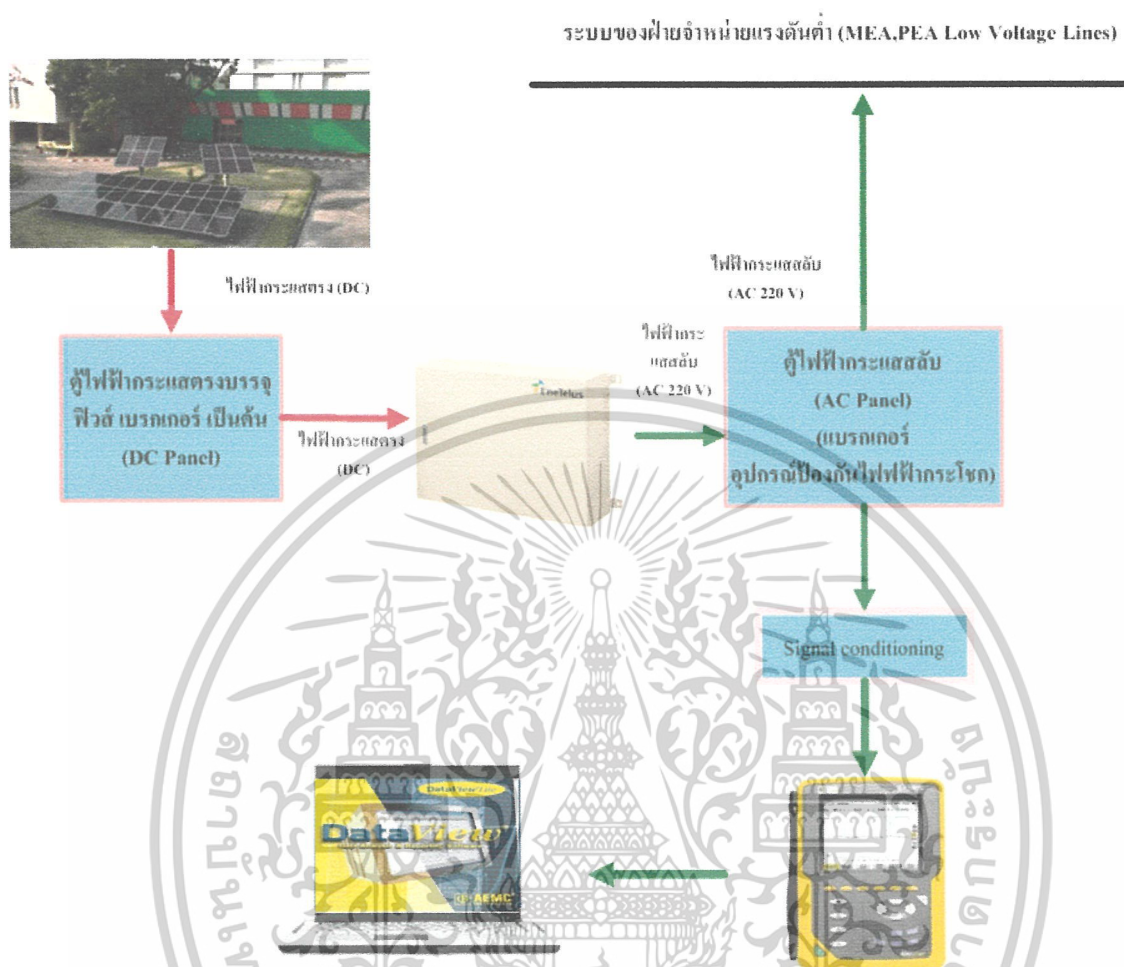 ระบบของฝ่ายจำหน่ายแรงดันต่ำ (MEA,PEA Low Voltage Lines)
ไฟฟ้ากระแสตรง (DC)
ไฟฟ้ากระแสสลับ
(AC 220 V)
ตู้ไฟฟ้ากระแสตรงบรรจุ
ฟิวส์ เบรกเกอร์ เป็นต้น
(DC Panel)
ไฟฟ้ากระแสตรง
(DC)
EneTelus
ไฟฟ้ากระ
แสสลับ
(AC 220 V)
ตู้ไฟฟ้ากระแสสลับ
(AC Panel)
(แบรกเกอร์
อุปกรณ์ป้องกันไฟฟ้ากระโชก)
Signal conditioning
DataView
DataView
AEMC